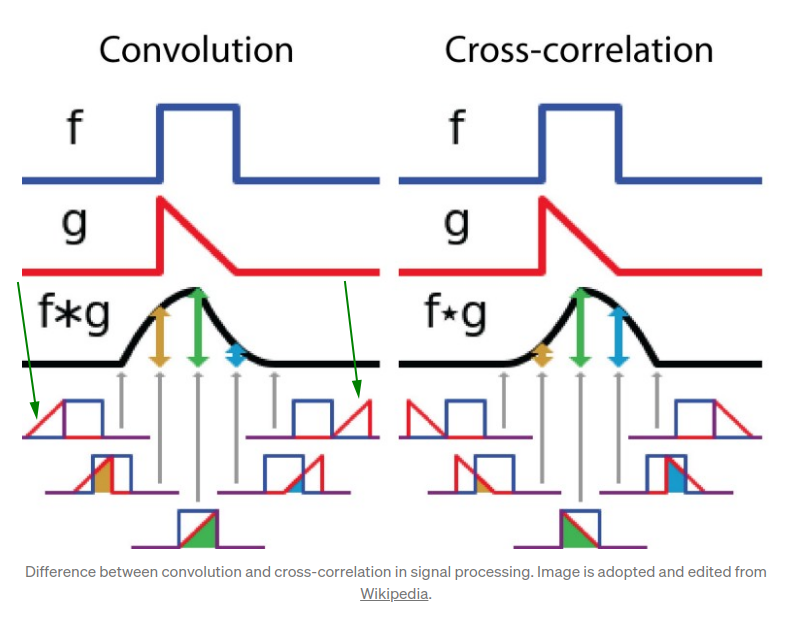 Convolution
f
g
f∗g
Cross-correlation
f
g
f⋆g
Difference between convolution and cross-correlation in signal processing. Image is adopted and edited from
Wikipedia.